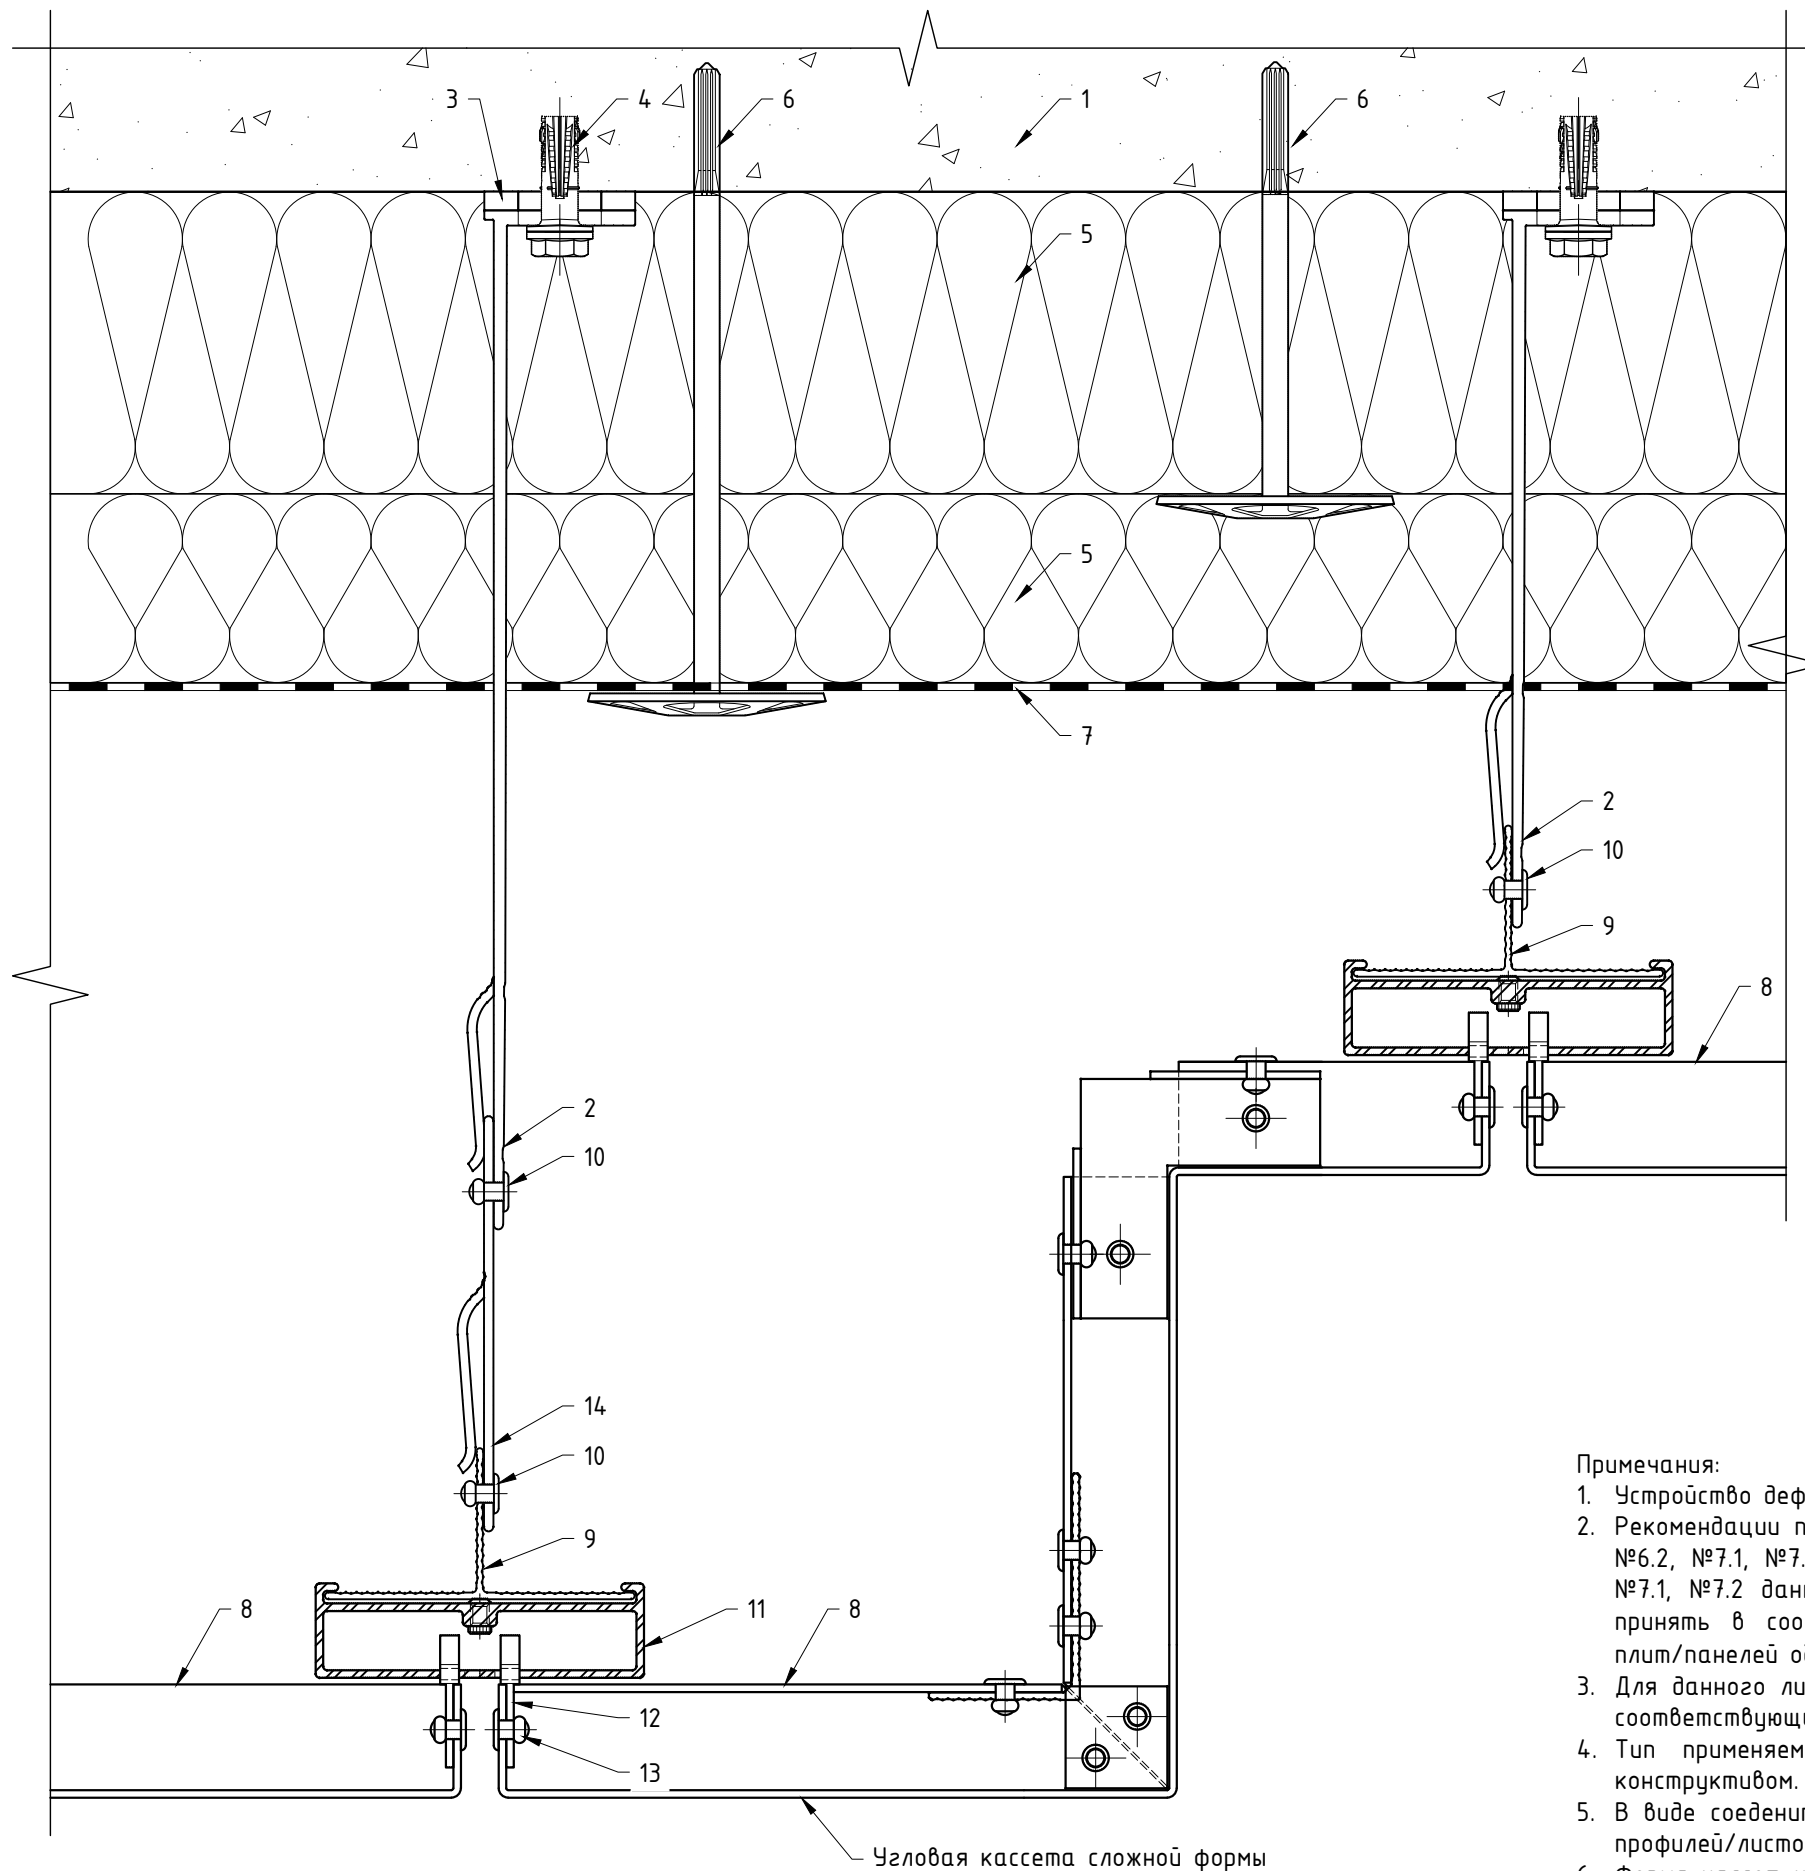 3
4
6
1
6
5
5
7
2
10
9
8
2
10
14
10
9
8
11
8
12
13
Угловая кассета сложной формы
Примечания:
1. Устройство деф
2. Рекомендации п
№6.2, №7.1, №7.
№7.1, №7.2 дан
принять в соо
плит/панелей о
3. Для данного ли
соответствующ
4. Тип применяем
конструктивом.
5. В виде соедени
профилей/листо